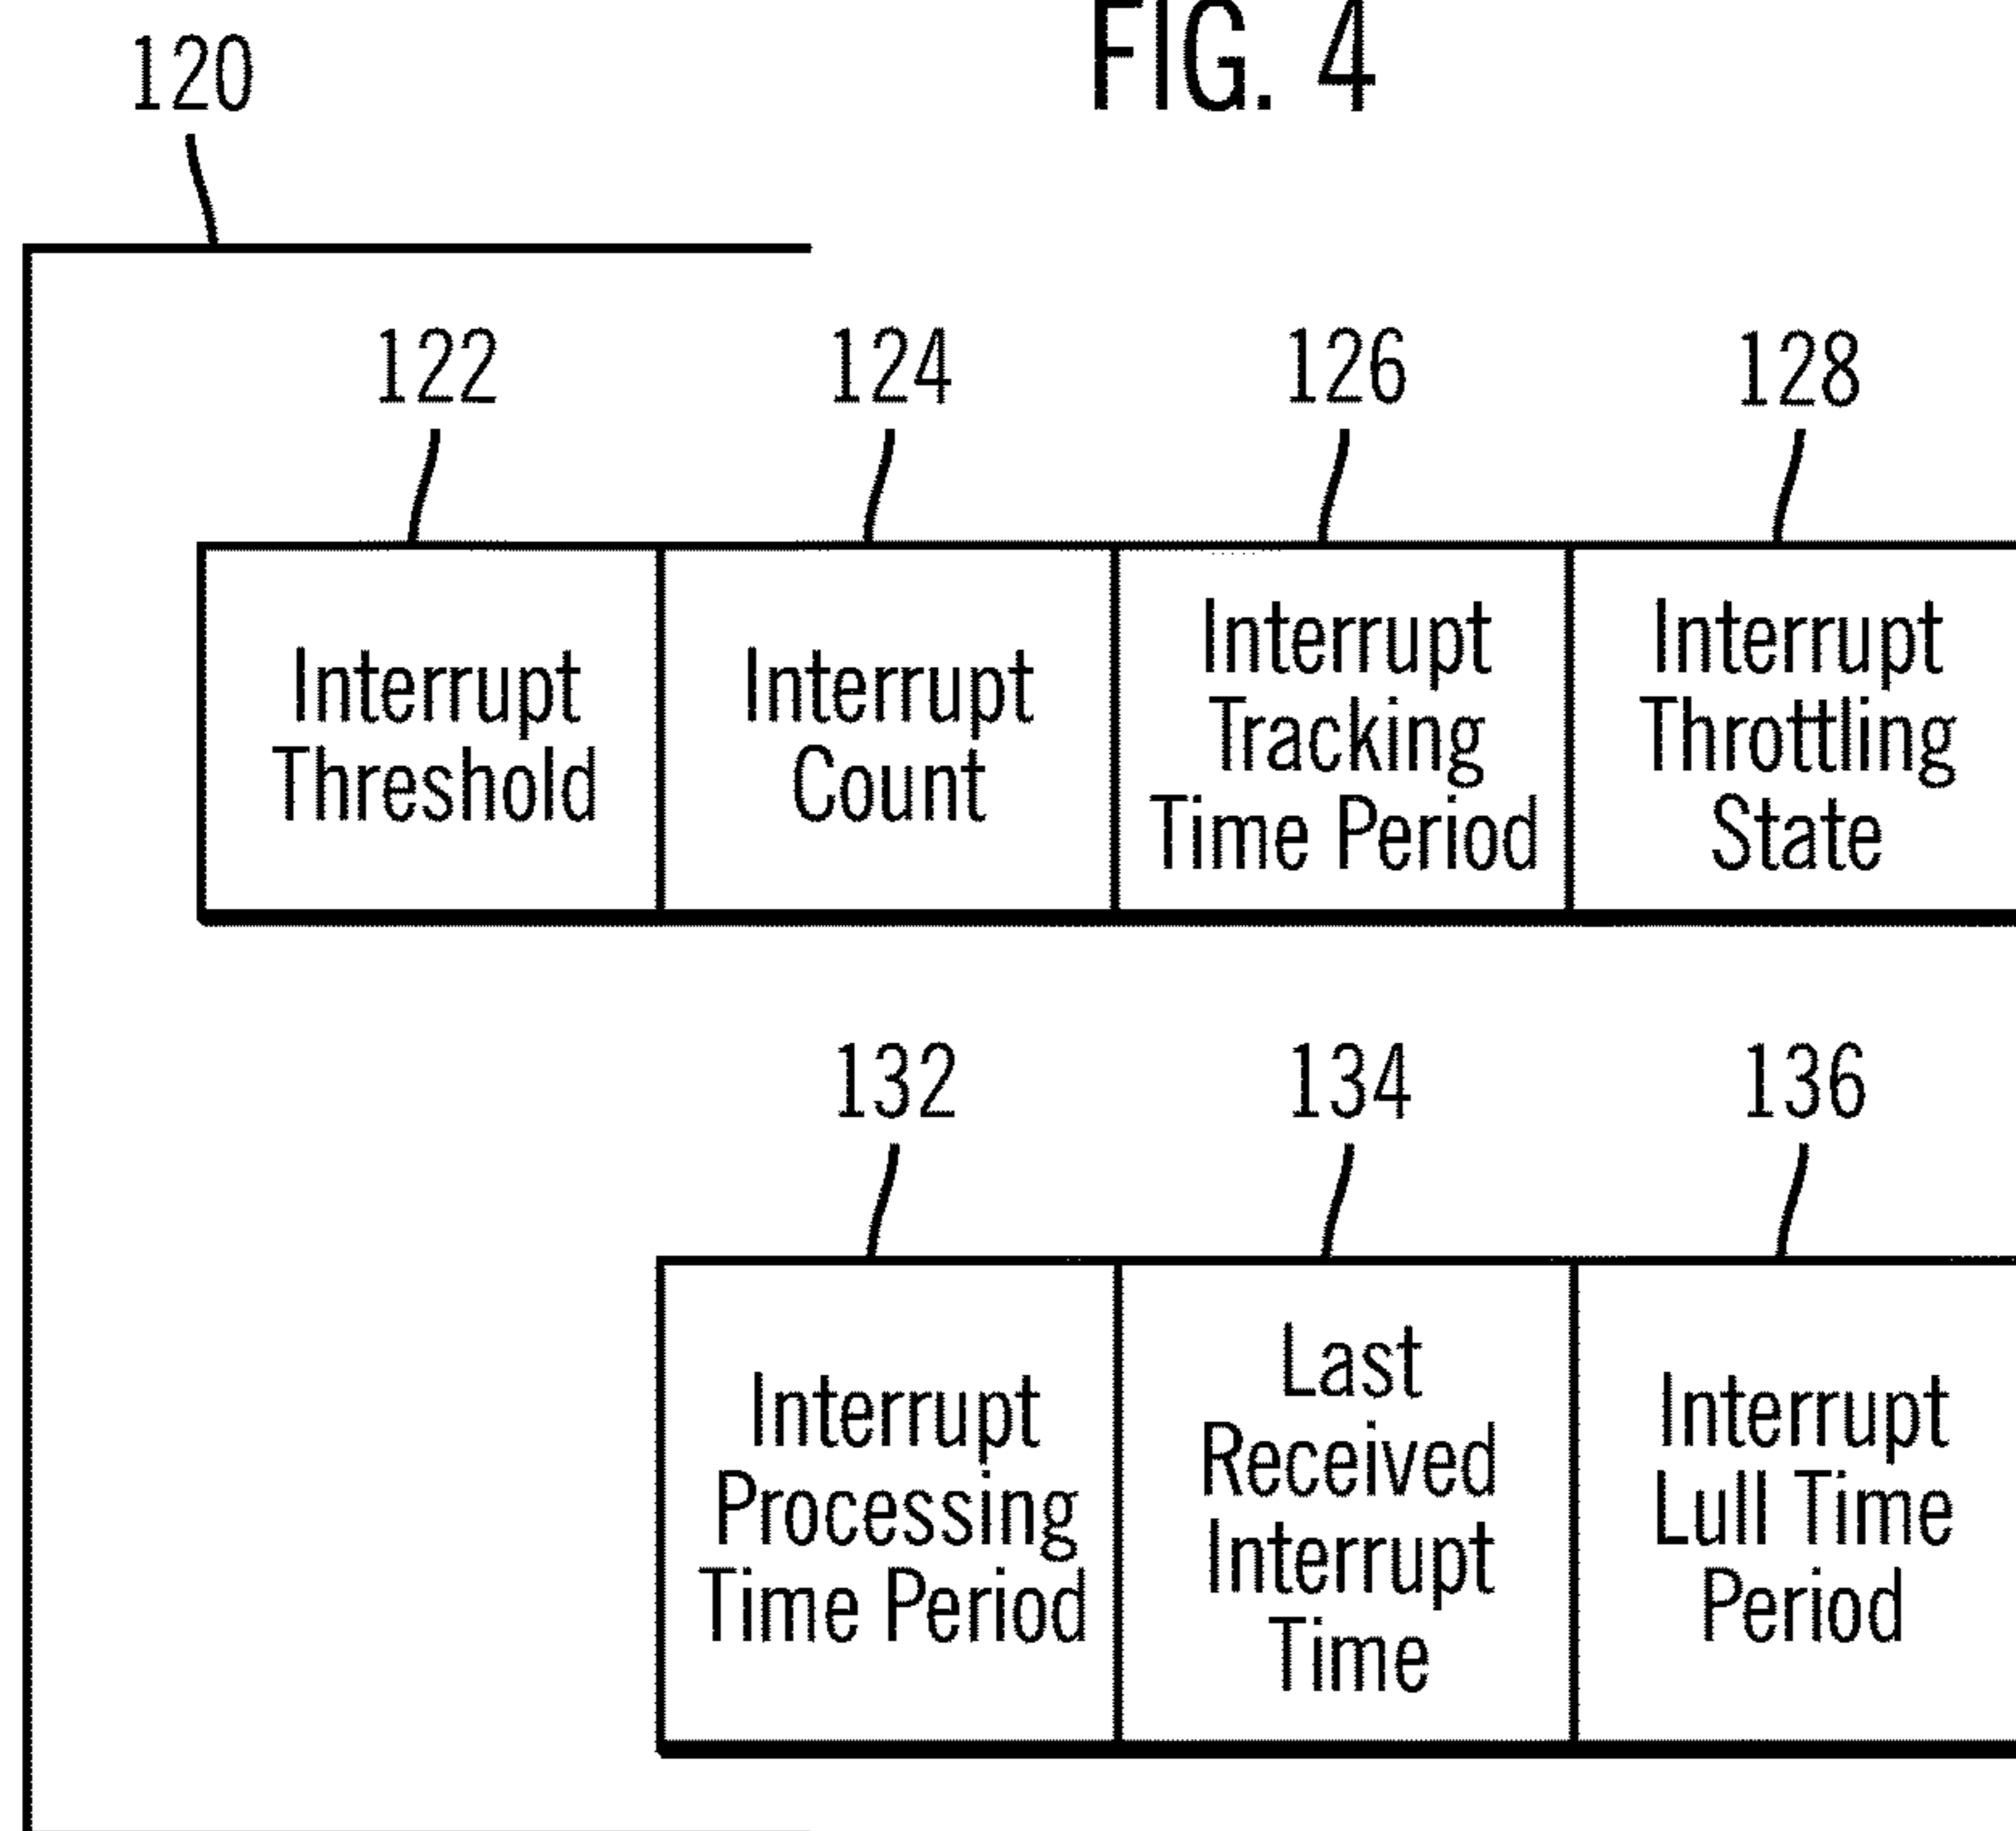 FIG. 4
120
122 124 126 128
Interrupt
Threshold
Interrupt
Count
Interrupt
Tracking
Time Period
Interrupt
Throttling
State
132 134 136
Interrupt
Processing
Time Period
Last
Received
Interrupt
Time
Interrupt
Lull Time
Period